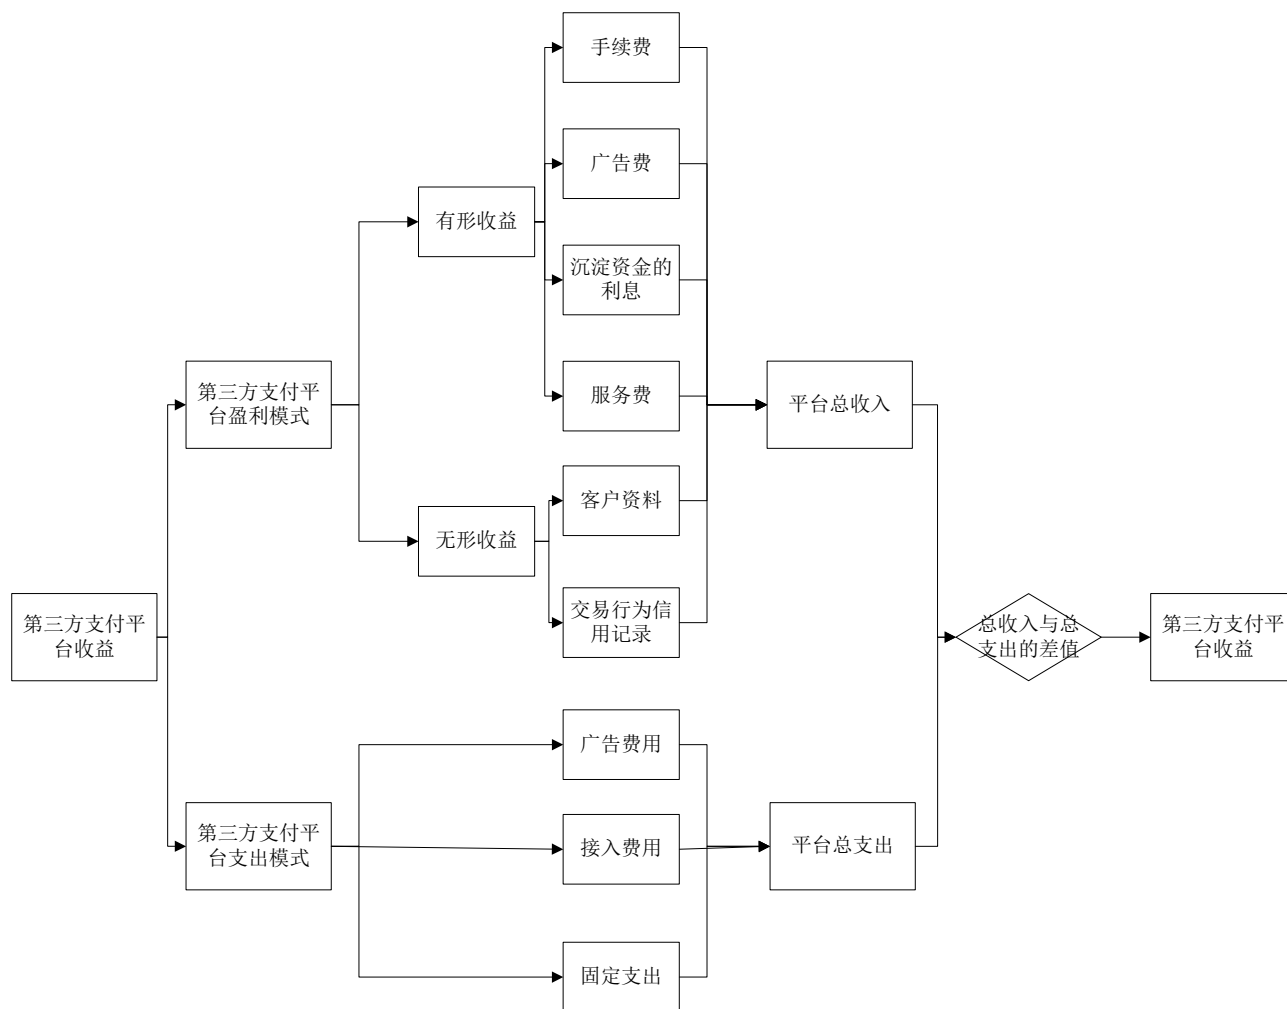 手续费
广告费
有形收益
沉淀资金的
利息
第三方支付平
台盈利模式
服务费
平台总收入
客户资料
无形收益
交易行为信
用记录
第三方支付平
台收益
总收入与总
支出的差值
第三方支付平
台收益
广告费用
第三方支付平
台支出模式
接入费用
平台总支出
固定支出